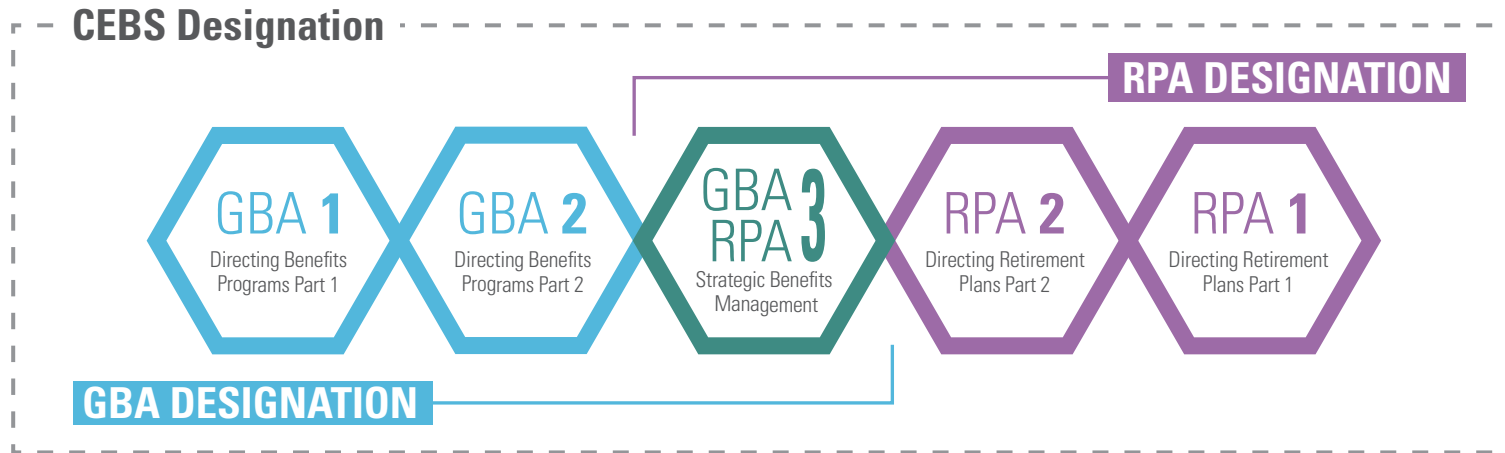 CEBS Designation
RPA DESIGNATION
GBA 1
Directing Benefits
Programs Part 1
GBA 2
Directing Benefits
Programs Part 2
GBA
RPA 3
Strategic Benefits
Management
RPA 2
Directing Retirement
Plans Part 2
RPA 1
Directing Retirement
Plans Part 1
GBA DESIGNATION